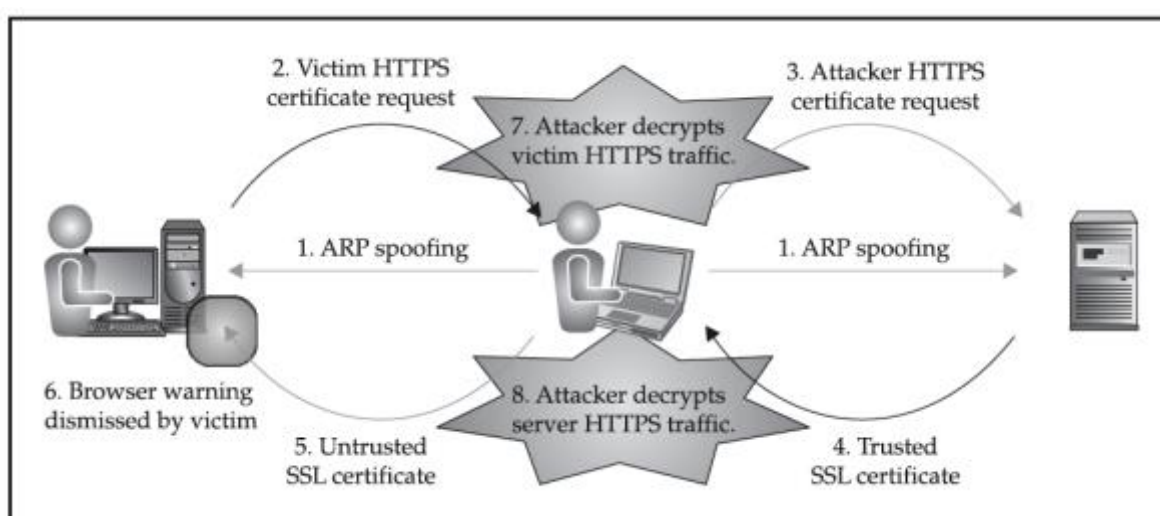 2. Victim HTTPS
certificate request
3. Attacker HTTPS
certificate request
7. Attacker decrypts
victim HTTPS traffic.
1. ARP spoofing
1. ARP spoofing
6. Browser warning
dismissed by victim
5. Untrusted
SSL certificate
8. Attacker decrypts
server HTTPS traffic.
4. Trusted
SSL certificate